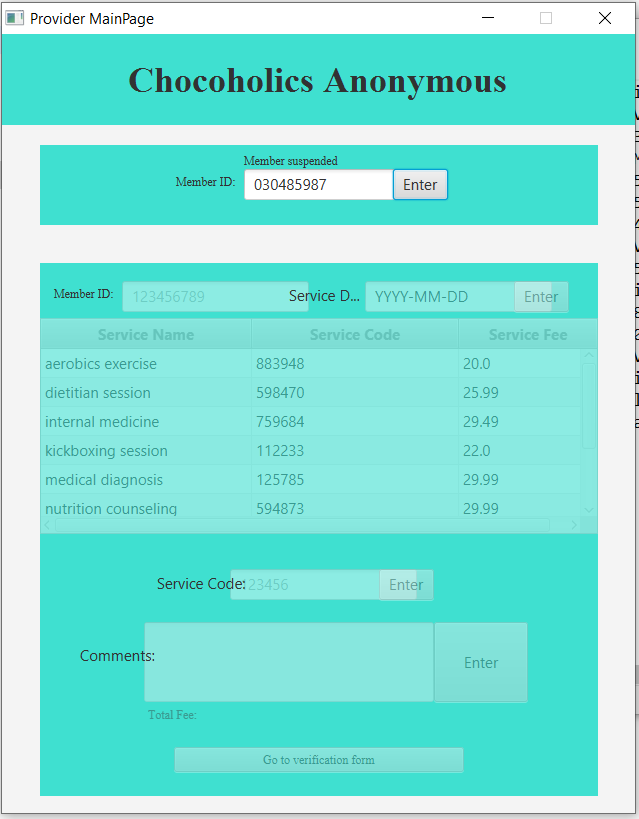 Provider MainPage
Chocoholics Anonymous
Member suspended
Member ID: 030485987 Enter
Member ID: 123456789 Service D... YYYY-MM-DD Enter
Service Name Service Code Service Fee
aerobics exercise 883948 20.0
dietitian session 598470 25.99
internal medicine 759684 29.49
kickboxing session 112233 22.0
medical diagnosis 125785 29.99
nutrition counseling 594873 29.99
Service Code: 23456 Enter
Comments: Enter
Total Fee:
Go to verification form